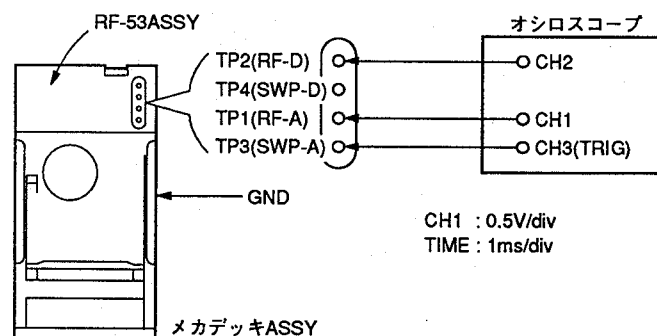 RF-53ASSY
オシロスコープ
TP2(RF-D)
CH2
TP4(SWP-D)
TP1(RF-A)
CH1
TP3(SWP-A)
CH3(TRIG)
GND
CH1 : 0.5V/div
TIME : 1ms/div
メカデッキASSY